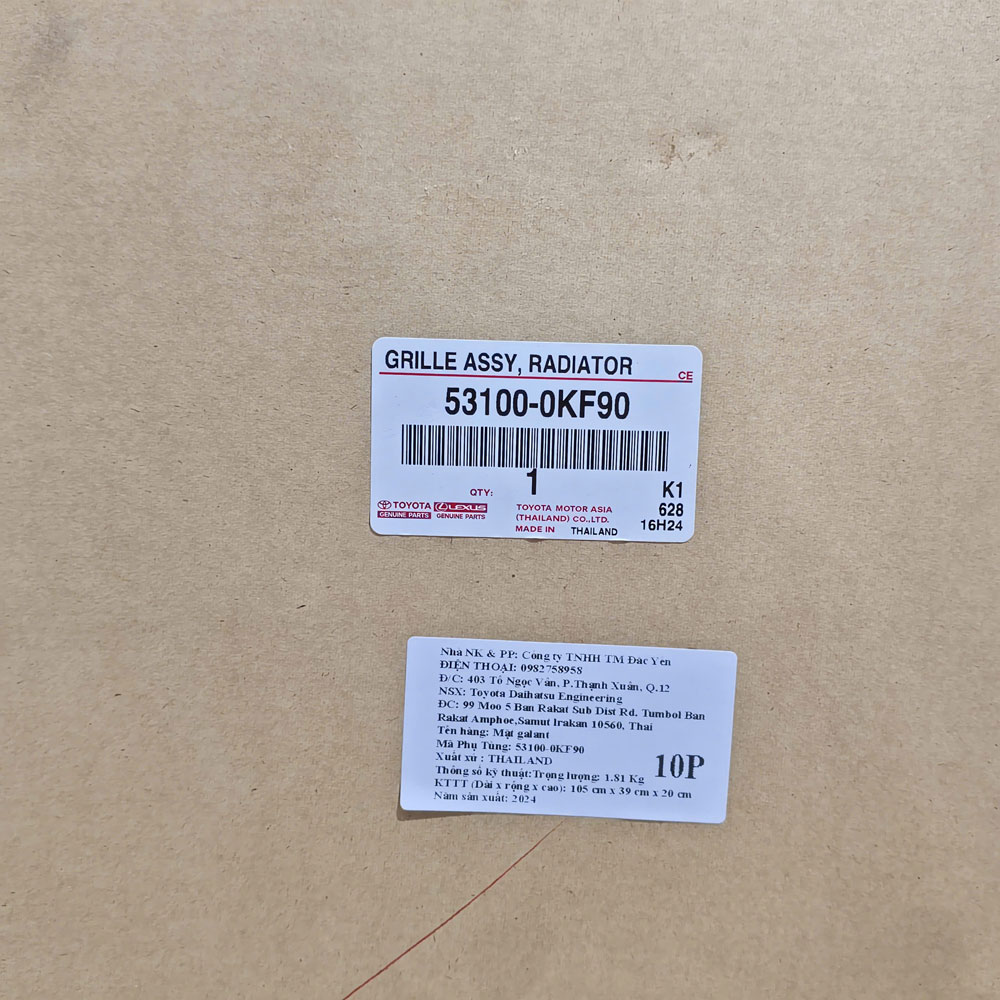 GRILLE ASSY, RADIATOR
CE
53100-0KF90
QTY: 1
K1
TOYOTA LEXUS
GENUINE PARTS GENUINE PARTS
TOYOTA MOTOR ASIA
(THAILAND) CO.,LTD.
MADE IN THAILAND
628
16H24
Nhà NK & PP: Công ty TNHH TM Đắc Yến
ĐIỆN THOẠI: 0982758958
Đ/C: 403 Tô Ngọc Vân, P.Thạnh Xuân, Q.12
NSX: Toyota Daihatsu Engineering
ĐC: 99 Moo 5 Ban Rakat Sub Dist Rd. Tumbol Ban
Rakat Amphoe,Samut Irakan 10560, Thai
Tên hàng: Mặt galant
Mã Phụ Tùng: 53100-0KF90
Xuất xứ : THAILAND
Thông số kỹ thuật:Trọng lượng: 1.81 Kg
10P
KTTT (Dài x rộng x cao): 105 cm x 39 cm x 20 cm
Năm sản xuất: 2024